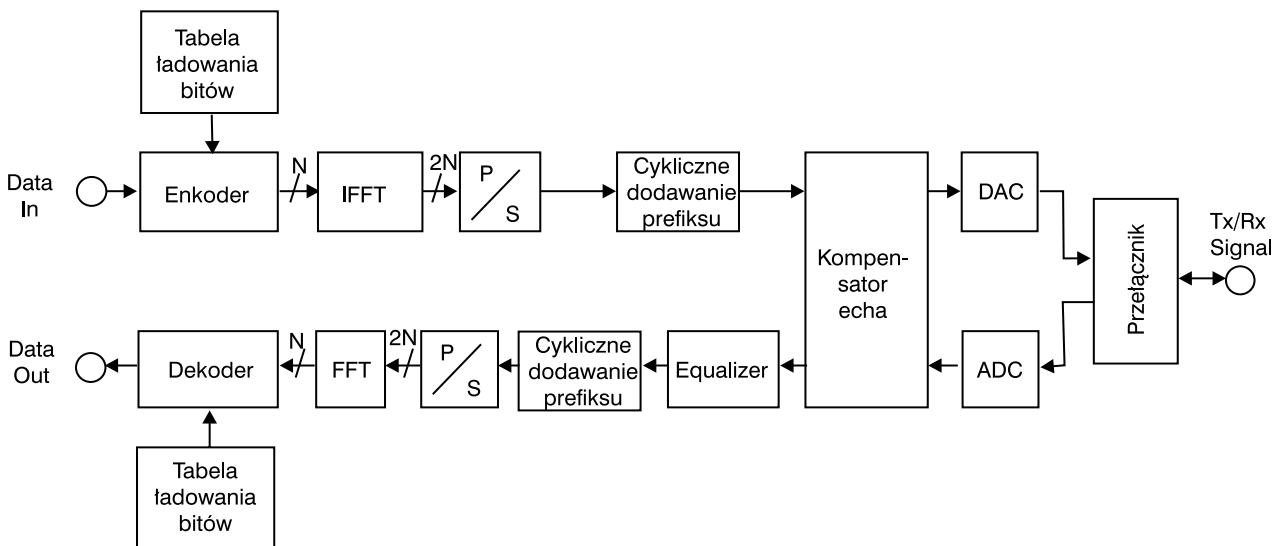 Tabela
ładowania
bitów
Data
In
Enkoder
N
IFFT
2N
P
S
Cykliczne
dodawanie
prefiksu
Kompen-
sator
echa
DAC
Przełącznik
Tx/Rx
Signal
Data
Out
Dekoder
N
FFT
2N
P
S
Cykliczne
dodawanie
prefiksu
Equalizer
ADC
Tabela
ładowania
bitów